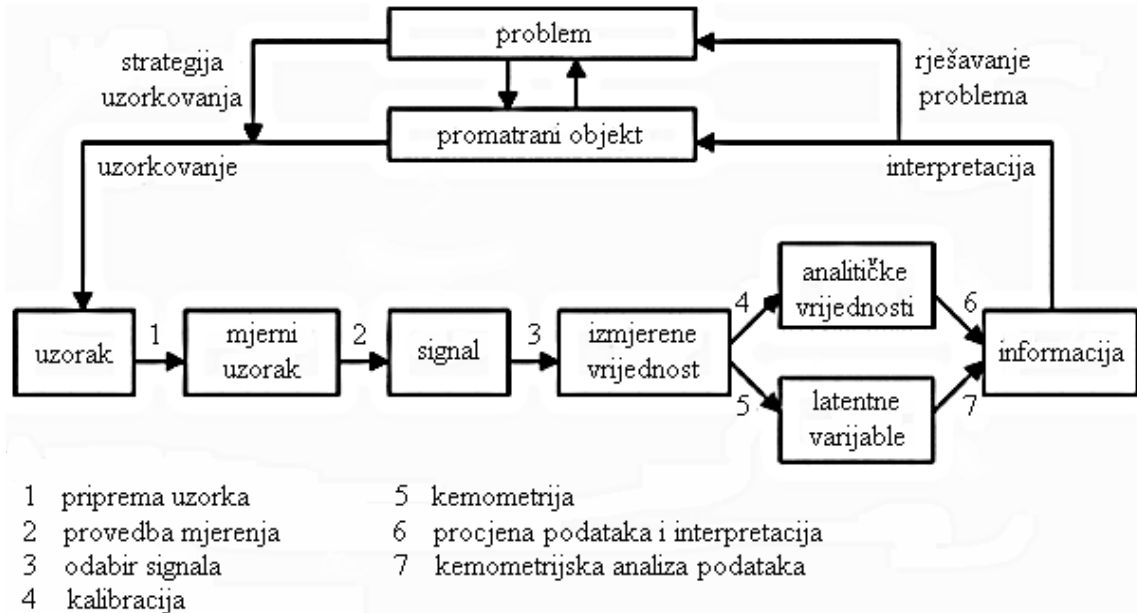 problem
strategija
uzorkovanja
rješavanje
problema
promatrani objekt
uzorkovanje
interpretacija
analitičke
vrijednosti
4
6
uzorak
1
mjerni
uzorak
2
signal
3
izmjerene
vrijednost
informacija
5
7
latentne
varijable
1 priprema uzorka
2 provedba mjerenja
3 odabir signala
4 kalibracija
5 kemometrija
6 procjena podataka i interpretacija
7 kemometrijska analiza podataka